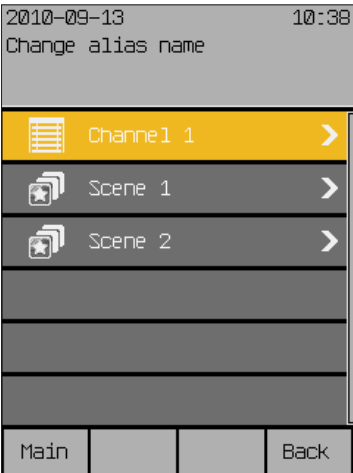 2010-09-13 10:38
Change alias name
Channel 1
Scene 1
Scene 2
Main Back